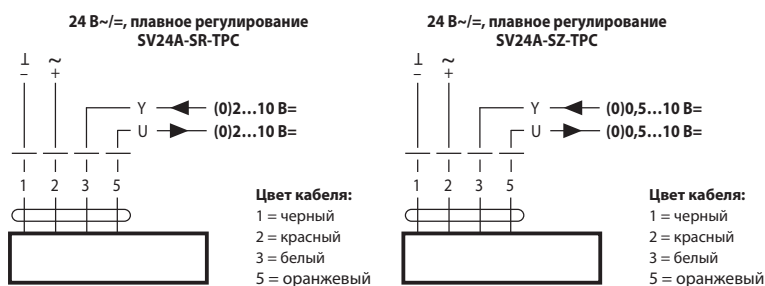 24 В~/=, плавное регулирование
SV24A-SR-TPC
⊥ ~
– +
Y (0)2…10 В=
U (0)2…10 В=
1 2 3 5
Цвет кабеля:
1 = черный
2 = красный
3 = белый
5 = оранжевый
24 В~/=, плавное регулирование
SV24A-SZ-TPC
⊥ ~
– +
Y (0)0,5…10 В=
U (0)0,5…10 В=
1 2 3 5
Цвет кабеля:
1 = черный
2 = красный
3 = белый
5 = оранжевый